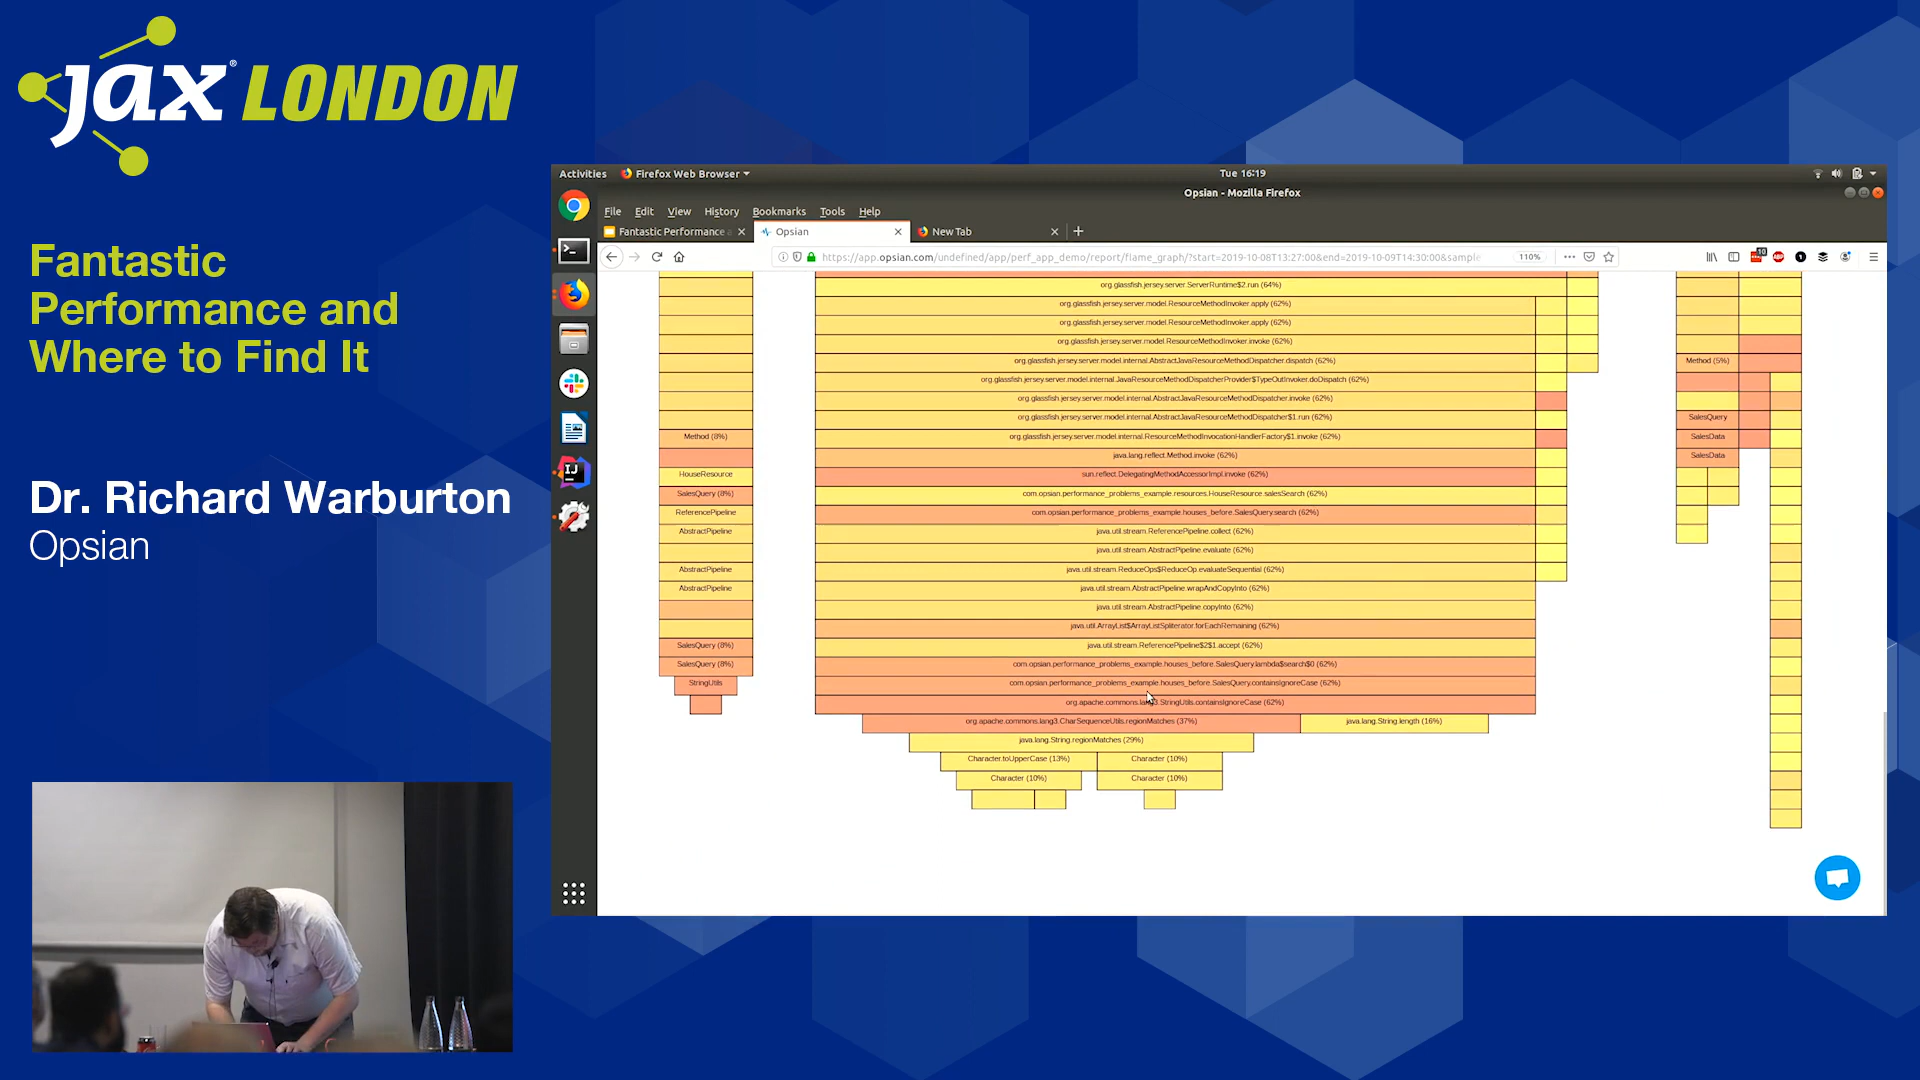 jax® LONDON
Fantastic
Performance and
Where to Find It
Dr. Richard Warburton
Opsian
Activities
Firefox Web Browser
Tue 16:19
Opsian - Mozilla Firefox
File Edit View History Bookmarks Tools Help
Fantastic Performance a
Opsian
New Tab
https://app.opsian.com/undefined/app/perf_app_demo/report/flame_graph/?start=2019-10-08T13:27:00&end=2019-10-09T14:30:00&sample
110%
org.glassfish.jersey.server.ServerRuntime$2.run (64%)
org.glassfish.jersey.server.model.ResourceMethodInvoker.apply (62%)
org.glassfish.jersey.server.model.ResourceMethodInvoker.apply (62%)
org.glassfish.jersey.server.model.ResourceMethodInvoker.invoke (62%)
org.glassfish.jersey.server.model.internal.AbstractJavaResourceMethodDispatcher.dispatch (62%)
Method (5%)
org.glassfish.jersey.server.model.internal.JavaResourceMethodDispatcherProvider$TypeOutInvoker.doDispatch (62%)
org.glassfish.jersey.server.model.internal.AbstractJavaResourceMethodDispatcher.invoke (62%)
org.glassfish.jersey.server.model.internal.AbstractJavaResourceMethodDispatcher$1.run (62%)
SalesQuery
Method (8%)
org.glassfish.jersey.server.model.internal.ResourceMethodInvocationHandlerFactory$1.invoke (62%)
SalesData
java.lang.reflect.Method.invoke (62%)
SalesData
HouseResource
sun.reflect.DelegatingMethodAccessorImpl.invoke (62%)
SalesQuery (8%)
com.opsian.performance_problems_example.resources.HouseResource.salesSearch (62%)
ReferencePipeline
com.opsian.performance_problems_example.houses_before.SalesQuery.search (62%)
AbstractPipeline
java.util.stream.ReferencePipeline.collect (62%)
java.util.stream.AbstractPipeline.evaluate (62%)
AbstractPipeline
java.util.stream.ReduceOps$ReduceOp.evaluateSequential (62%)
AbstractPipeline
java.util.stream.AbstractPipeline.wrapAndCopyInto (62%)
java.util.stream.AbstractPipeline.copyInto (62%)
java.util.ArrayList$ArrayListSpliterator.forEachRemaining (62%)
SalesQuery (8%)
java.util.stream.ReferencePipeline$2$1.accept (62%)
SalesQuery (8%)
com.opsian.performance_problems_example.houses_before.SalesQuery.lambda$search$0 (62%)
StringUtils
com.opsian.performance_problems_example.houses_before.SalesQuery.containsIgnoreCase (62%)
org.apache.commons.lang3.StringUtils.containsIgnoreCase (62%)
org.apache.commons.lang3.CharSequenceUtils.regionMatches (37%)
java.lang.String.length (16%)
java.lang.String.regionMatches (29%)
Character.toUpperCase (13%)
Character (10%)
Character (10%)
Character (10%)